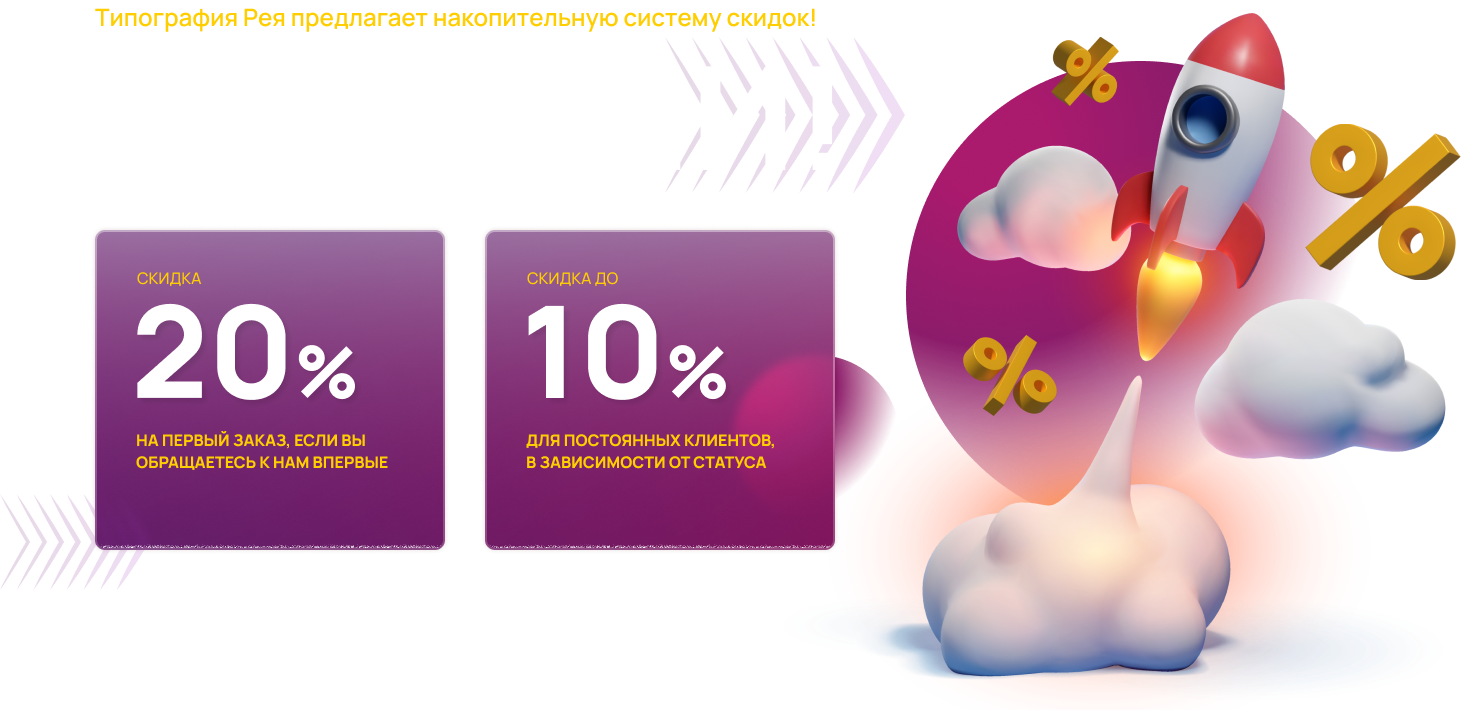 Типография Рея предлагает накопительную систему скидок!
СКИДКА
20%
НА ПЕРВЫЙ ЗАКАЗ, ЕСЛИ ВЫ
ОБРАЩАЕТЕСЬ К НАМ ВПЕРВЫЕ
СКИДКА ДО
10%
ДЛЯ ПОСТОЯННЫХ КЛИЕНТОВ,
В ЗАВИСИМОСТИ ОТ СТАТУСА